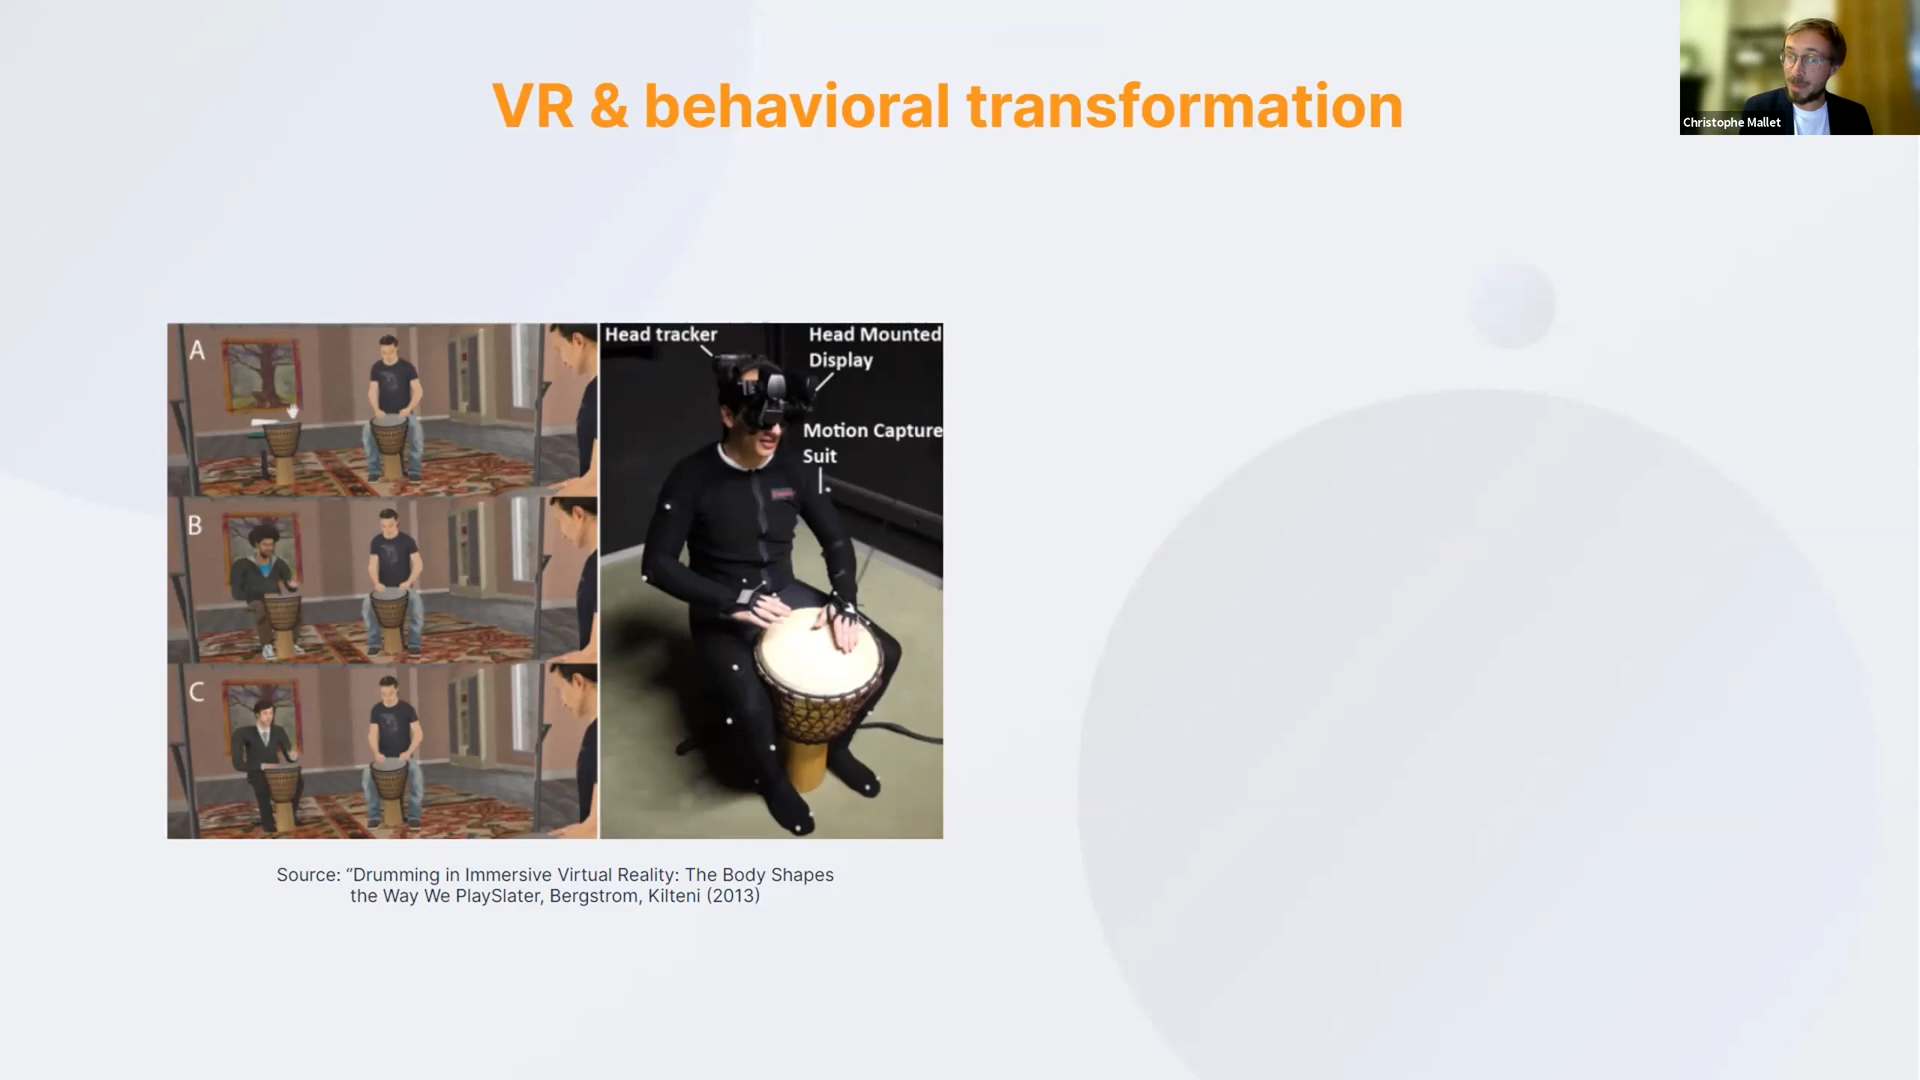 VR & behavioral transformation
Christophe Mallet
A
B
C
Head tracker
Head Mounted
Display
Motion Capture
Suit
Source: “Drumming in Immersive Virtual Reality: The Body Shapes
the Way We PlaySlater, Bergstrom, Kilteni (2013)